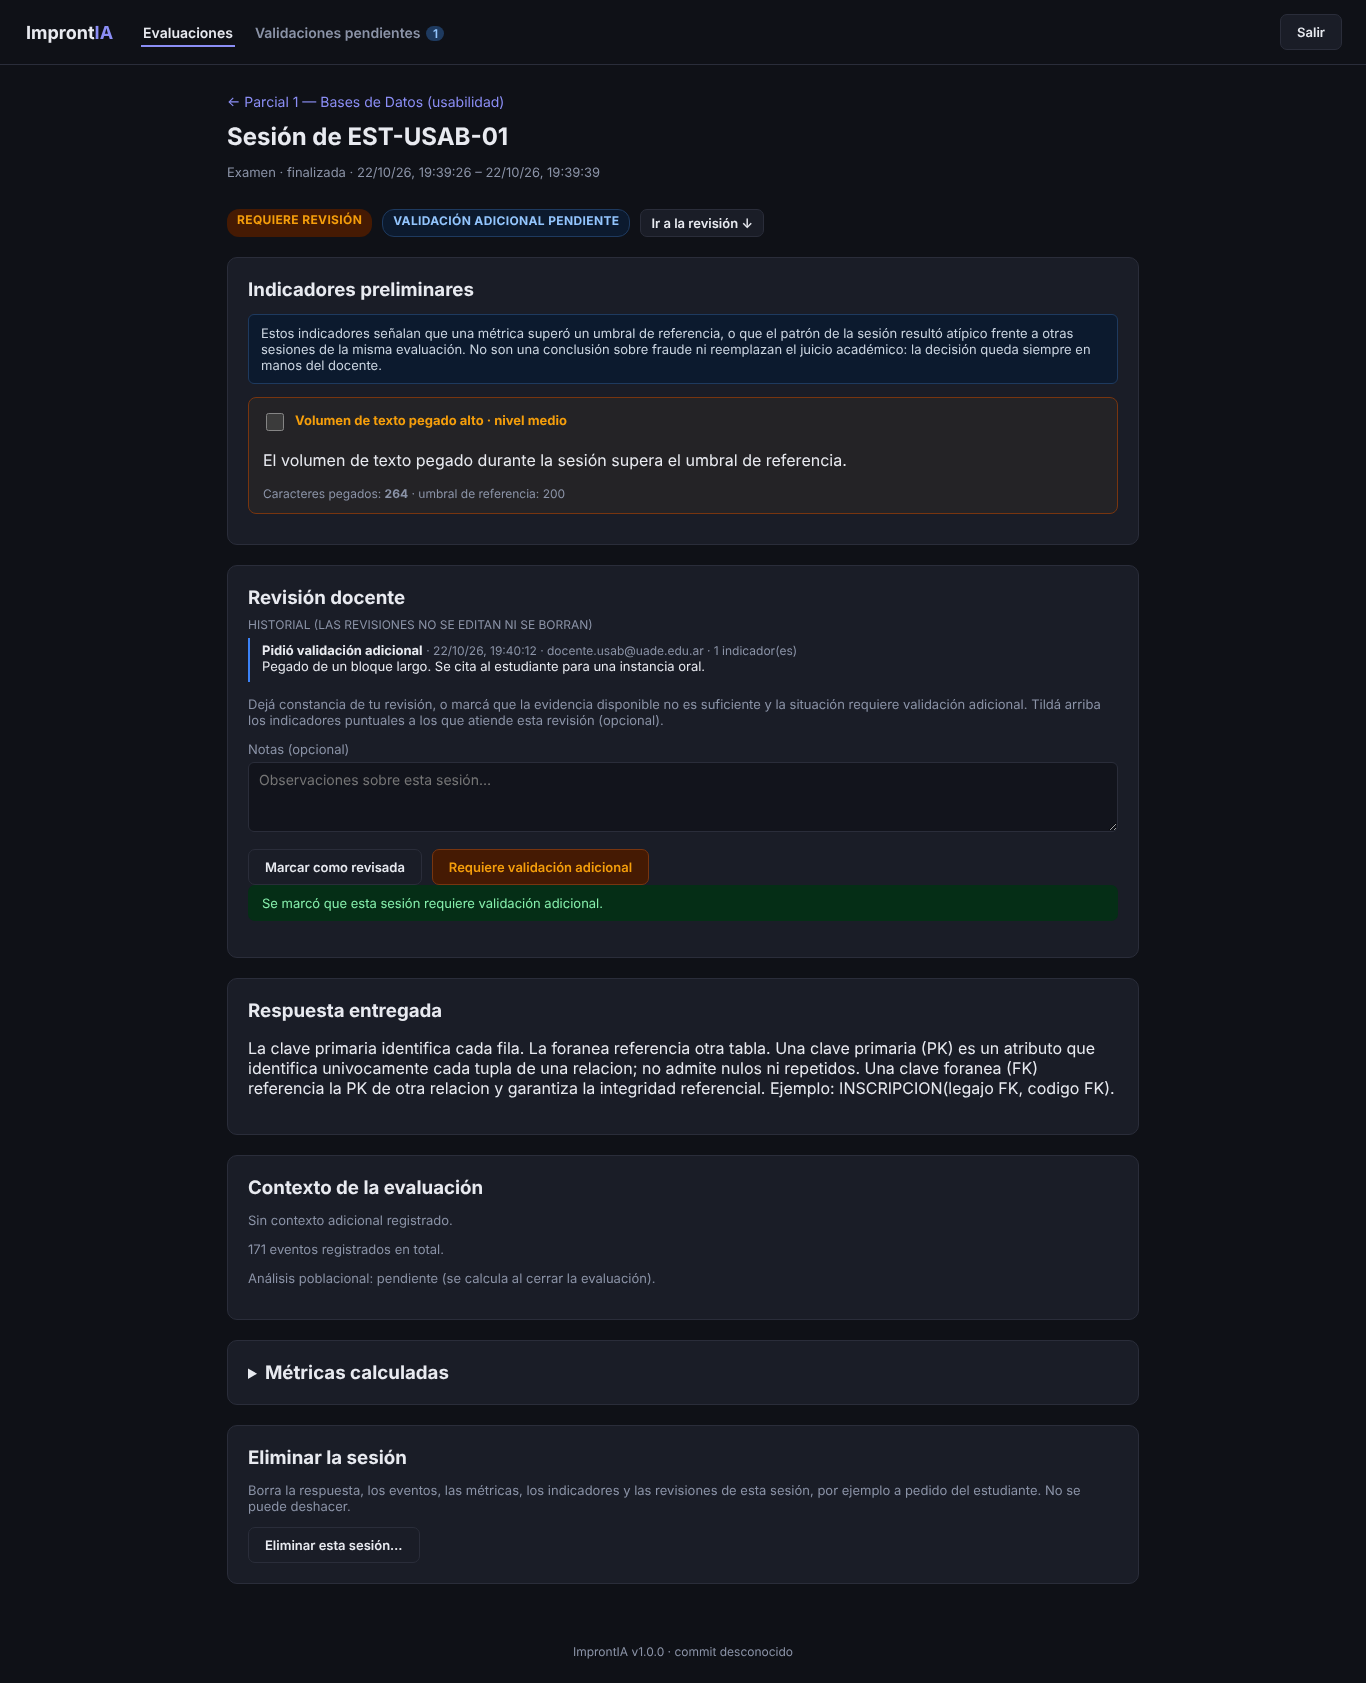 ImprontIA
Evaluaciones
Validaciones pendientes 1
Salir
← Parcial 1 — Bases de Datos (usabilidad)
Sesión de EST-USAB-01
Examen · finalizada · 22/10/26, 19:39:26 – 22/10/26, 19:39:39
REQUIERE REVISIÓN
VALIDACIÓN ADICIONAL PENDIENTE
Ir a la revisión ↓
Indicadores preliminares
Estos indicadores señalan que una métrica superó un umbral de referencia, o que el patrón de la sesión resultó atípico frente a otras
sesiones de la misma evaluación. No son una conclusión sobre fraude ni reemplazan el juicio académico: la decisión queda siempre en
manos del docente.
Volumen de texto pegado alto · nivel medio
El volumen de texto pegado durante la sesión supera el umbral de referencia.
Caracteres pegados: 264 · umbral de referencia: 200
Revisión docente
HISTORIAL (LAS REVISIONES NO SE EDITAN NI SE BORRAN)
Pidió validación adicional · 22/10/26, 19:40:12 · docente.usab@uade.edu.ar · 1 indicador(es)
Pegado de un bloque largo. Se cita al estudiante para una instancia oral.
Dejá constancia de tu revisión, o marcá que la evidencia disponible no es suficiente y la situación requiere validación adicional. Tildá arriba
los indicadores puntuales a los que atiende esta revisión (opcional).
Notas (opcional)
Observaciones sobre esta sesión...
Marcar como revisada
Requiere validación adicional
Se marcó que esta sesión requiere validación adicional.
Respuesta entregada
La clave primaria identifica cada fila. La foranea referencia otra tabla. Una clave primaria (PK) es un atributo que
identifica univocamente cada tupla de una relacion; no admite nulos ni repetidos. Una clave foranea (FK)
referencia la PK de otra relacion y garantiza la integridad referencial. Ejemplo: INSCRIPCION(legajo FK, codigo FK).
Contexto de la evaluación
Sin contexto adicional registrado.
171 eventos registrados en total.
Análisis poblacional: pendiente (se calcula al cerrar la evaluación).
Métricas calculadas
Eliminar la sesión
Borra la respuesta, los eventos, las métricas, los indicadores y las revisiones de esta sesión, por ejemplo a pedido del estudiante. No se
puede deshacer.
Eliminar esta sesión...
ImprontIA v1.0.0 · commit desconocido